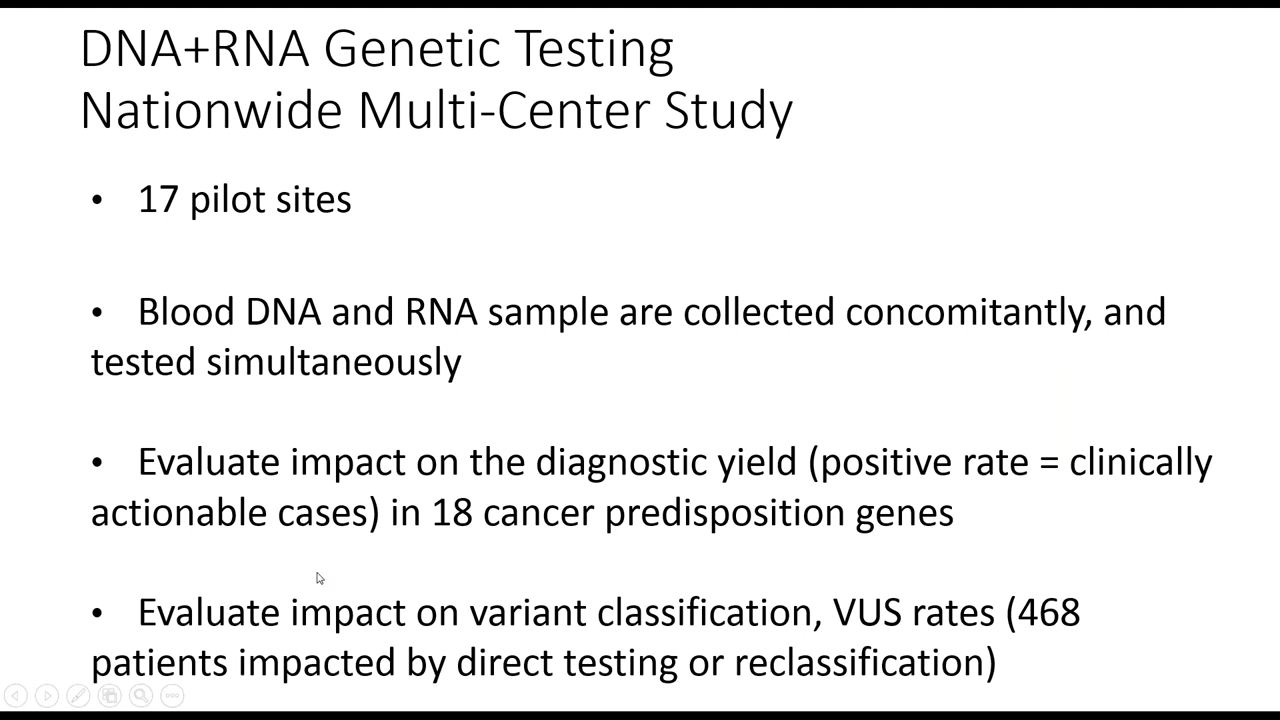 DNA+RNA Genetic Testing
Nationwide Multi-Center Study
• 17 pilot sites
• Blood DNA and RNA sample are collected concomitantly, and
tested simultaneously
• Evaluate impact on the diagnostic yield (positive rate = clinically
actionable cases) in 18 cancer predisposition genes
• Evaluate impact on variant classification, VUS rates (468
patients impacted by direct testing or reclassification)